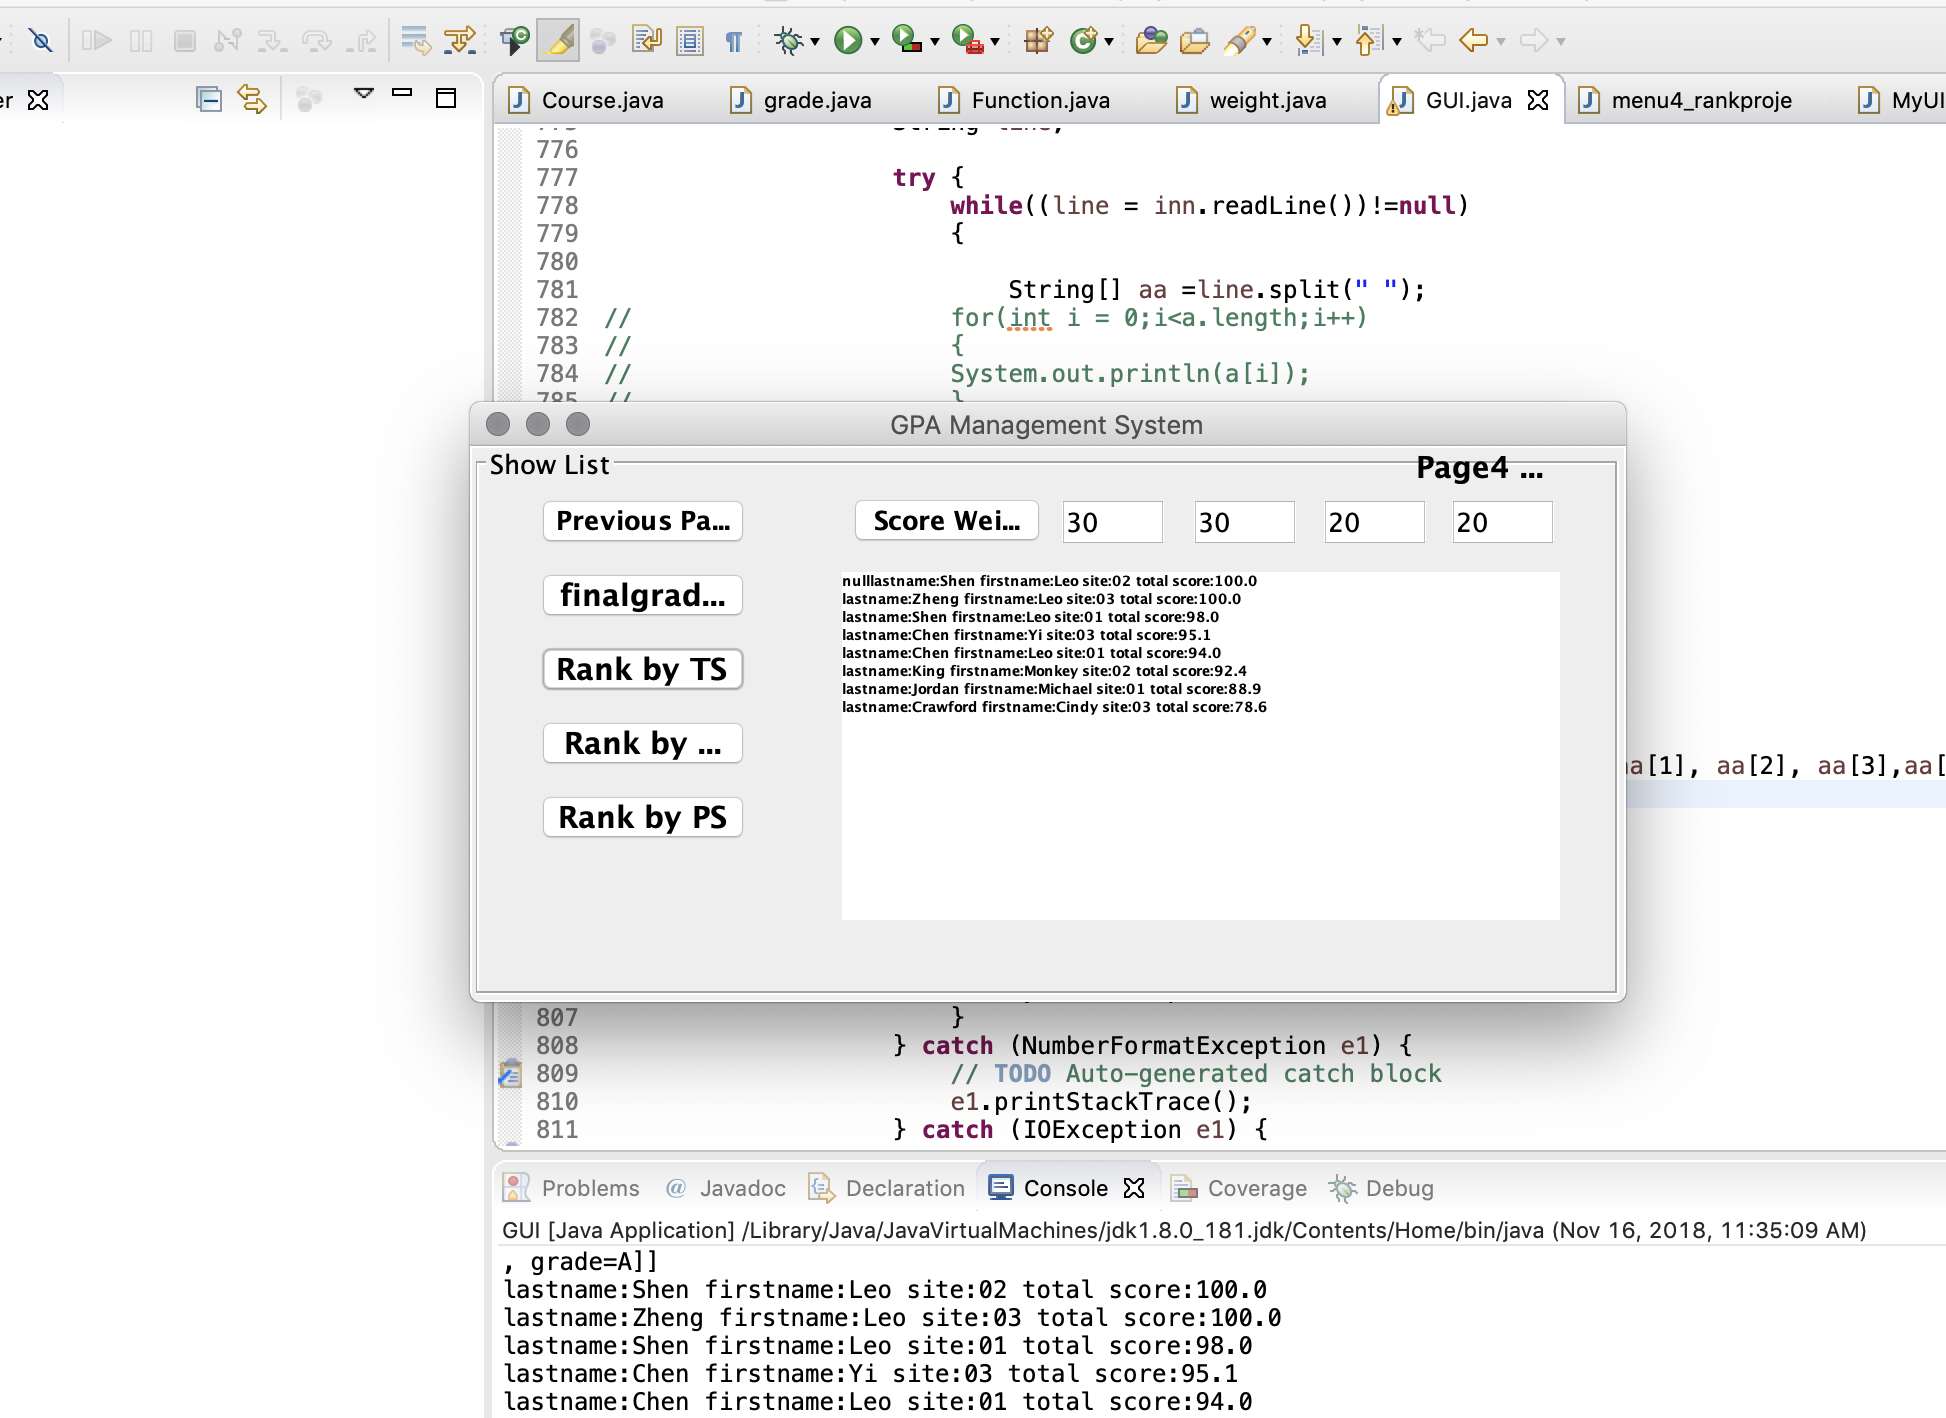 er
Course.java
grade.java
Function.java
weight.java
GUI.java
menu4_rankproje
MyUI
775 String line;
776
777 try {
778 while((line = inn.readLine())!=null)
779 {
780
781 String[] aa =line.split(" ");
782 // for(int i = 0;i<a.length;i++)
783 // {
784 // System.out.println(a[i]);
785 // }
GPA Management System
Show List
Page4 ...
Previous Pa...
Score Wei...
30
30
20
20
finalgrad...
Rank by TS
Rank by ...
Rank by PS
nulllastname:Shen firstname:Leo site:02 total score:100.0
lastname:Zheng firstname:Leo site:03 total score:100.0
lastname:Shen firstname:Leo site:01 total score:98.0
lastname:Chen firstname:Yi site:03 total score:95.1
lastname:Chen firstname:Leo site:01 total score:94.0
lastname:King firstname:Monkey site:02 total score:92.4
lastname:Jordan firstname:Michael site:01 total score:88.9
lastname:Crawford firstname:Cindy site:03 total score:78.6
aa[1], aa[2], aa[3],aa[
807 }
808 } catch (NumberFormatException e1) {
809 // TODO Auto-generated catch block
810 e1.printStackTrace();
811 } catch (IOException e1) {
Problems
@ Javadoc
Declaration
Console
Coverage
Debug
GUI [Java Application] /Library/Java/JavaVirtualMachines/jdk1.8.0_181.jdk/Contents/Home/bin/java (Nov 16, 2018, 11:35:09 AM)
, grade=A]]
lastname:Shen firstname:Leo site:02 total score:100.0
lastname:Zheng firstname:Leo site:03 total score:100.0
lastname:Shen firstname:Leo site:01 total score:98.0
lastname:Chen firstname:Yi site:03 total score:95.1
lastname:Chen firstname:Leo site:01 total score:94.0